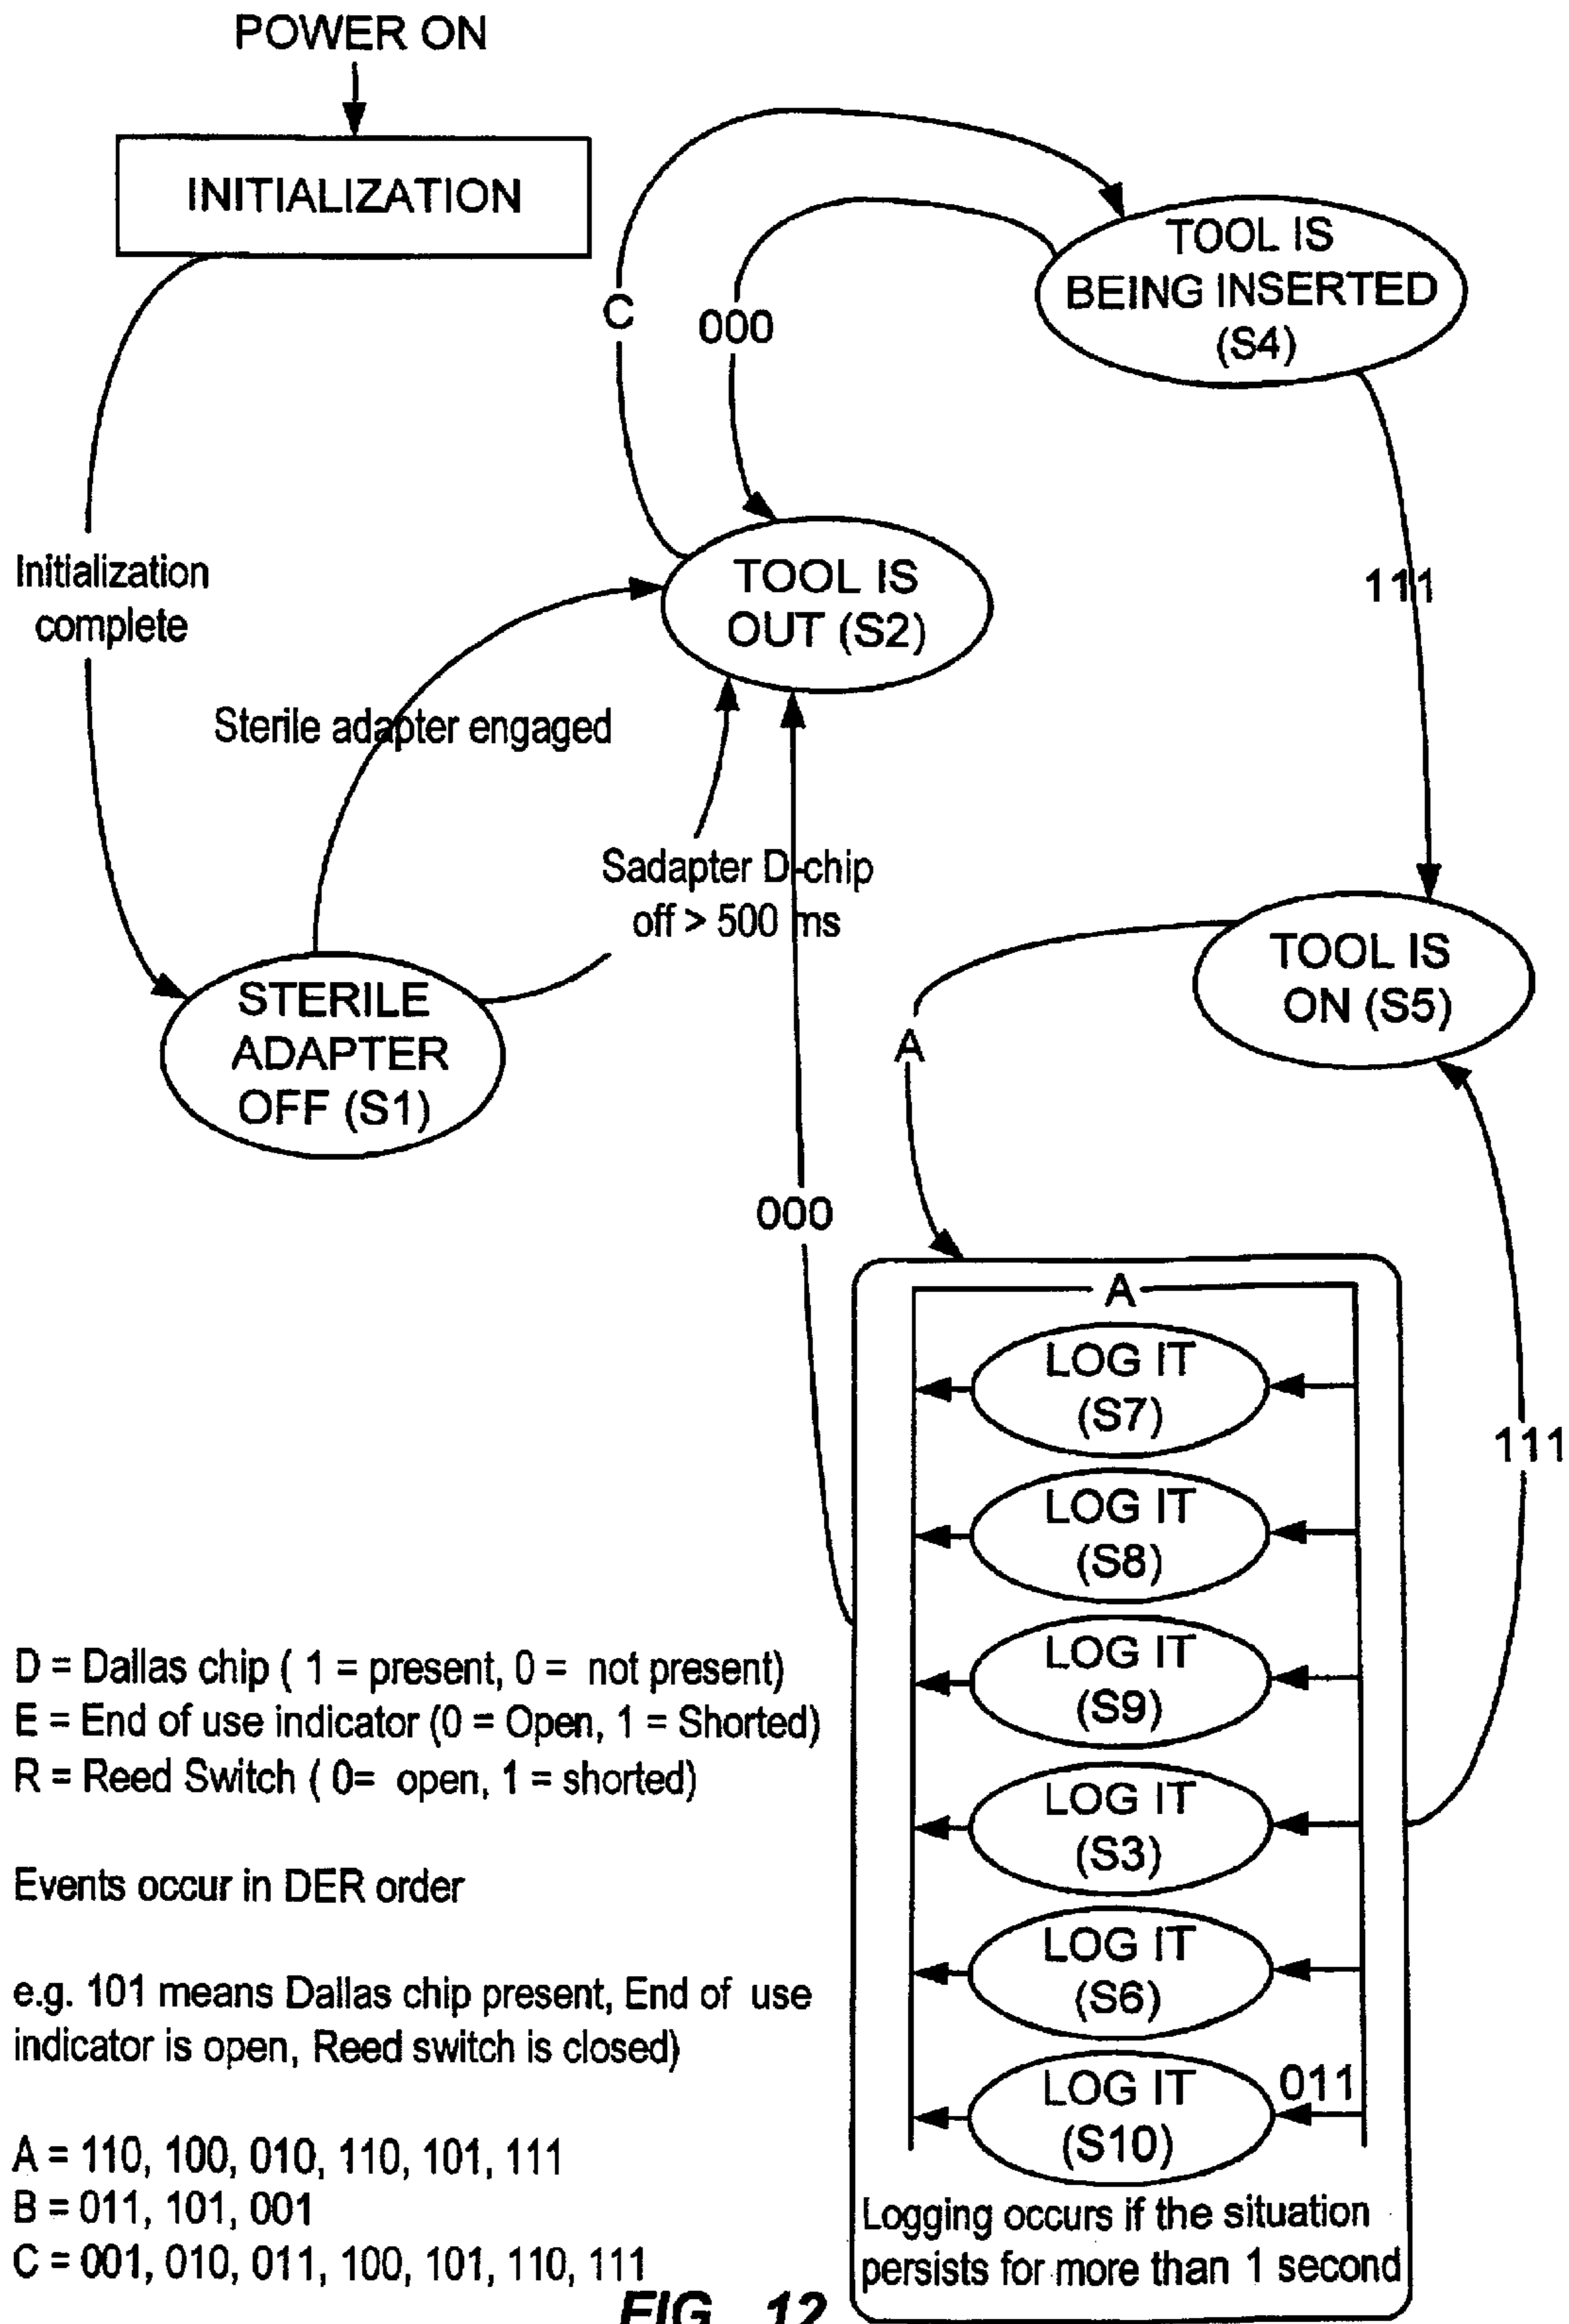 POWER ON
INITIALIZATION
TOOL IS
BEING INSERTED
(S4)
C
000
Initialization
complete
TOOL IS
OUT (S2)
111
Sterile adapter engaged
Sadapter D-chip
off > 500 ms
STERILE
ADAPTER
OFF (S1)
TOOL IS
ON (S5)
A
000
A
LOG IT
(S7)
LOG IT
(S8)
111
LOG IT
(S9)
LOG IT
(S3)
LOG IT
(S6)
LOG IT
(S10)
011
Logging occurs if the situation
persists for more than 1 second
D = Dallas chip ( 1 = present, 0 = not present)
E = End of use indicator (0 = Open, 1 = Shorted)
R = Reed Switch ( 0= open, 1 = shorted)
Events occur in DER order
e.g. 101 means Dallas chip present, End of use
indicator is open, Reed switch is closed)
A = 110, 100, 010, 110, 101, 111
B = 011, 101, 001
C = 001, 010, 011, 100, 101, 110, 111
FIG. 12